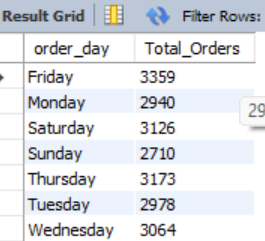 Result Grid Filter Rows:
order_day Total_Orders
Friday 3359
Monday 2940
Saturday 3126
Sunday 2710
Thursday 3173
Tuesday 2978
Wednesday 3064
29